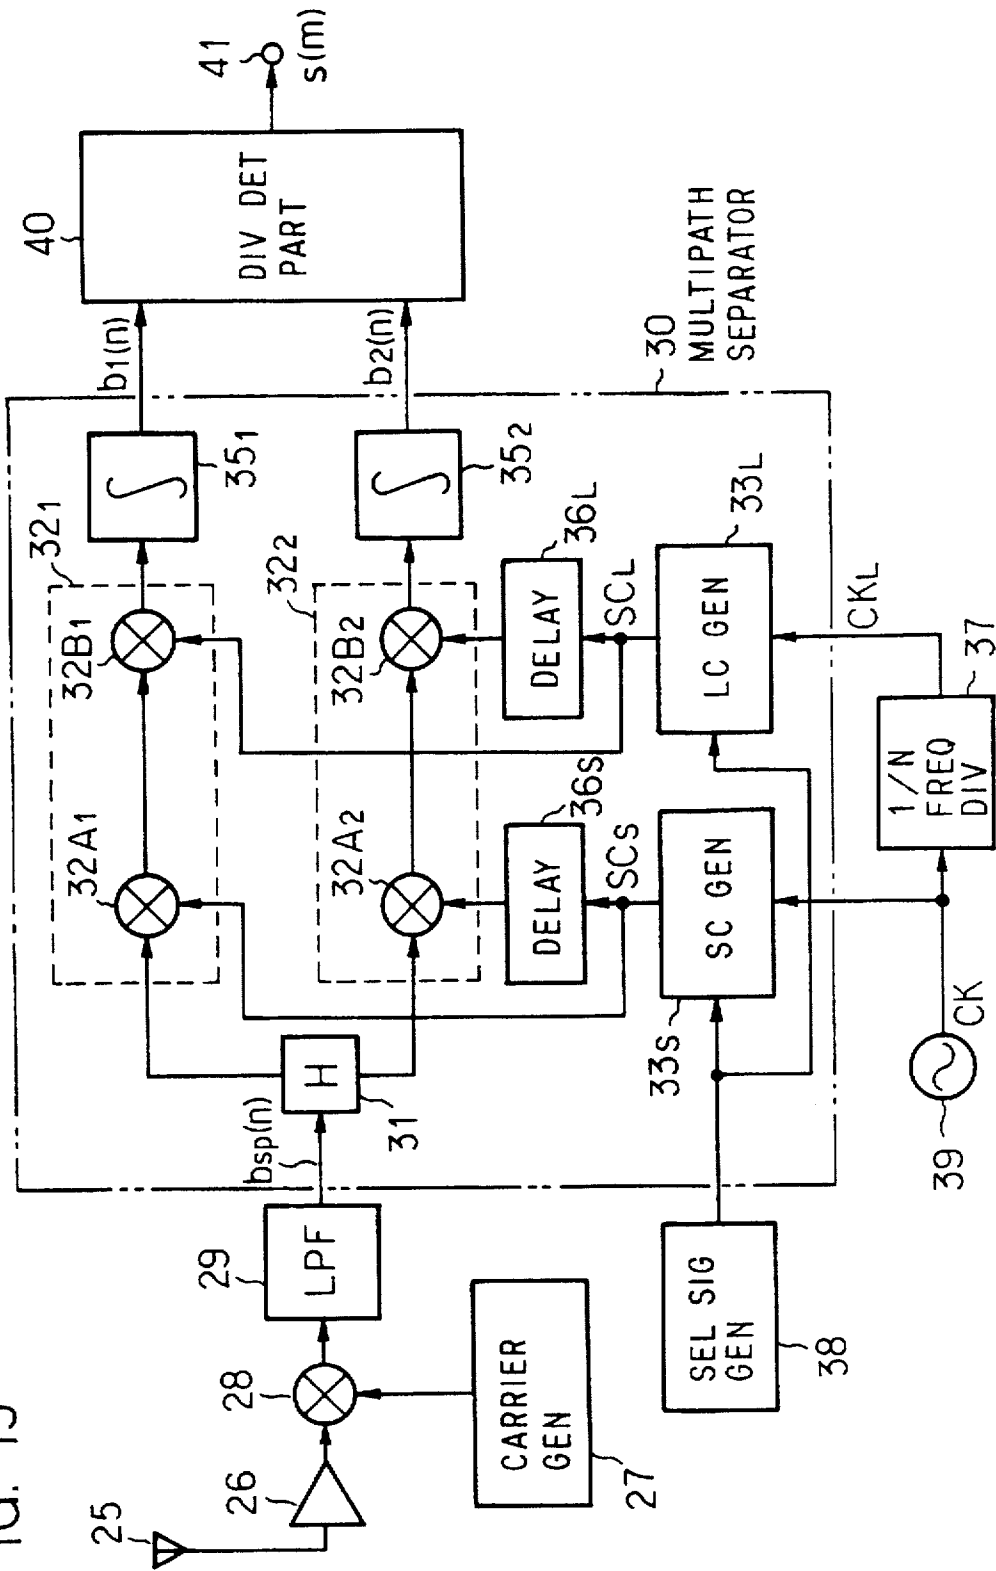 25
26
CARRIER
GEN
27
28
29
LPF
bsp(n)
H
31
SEL SIG
GEN
38
39
CK
1/N
FREQ
DIV
37
CKL
33S
SC GEN
SCS
LC GEN
33L
SCL
DELAY
36S
DELAY
36L
321
32A1
32B1
322
32A2
32B2
∫
351
∫
352
b1(n)
b2(n)
30
MULTIPATH
SEPARATOR
40
DIV DET
PART
41
s(m)